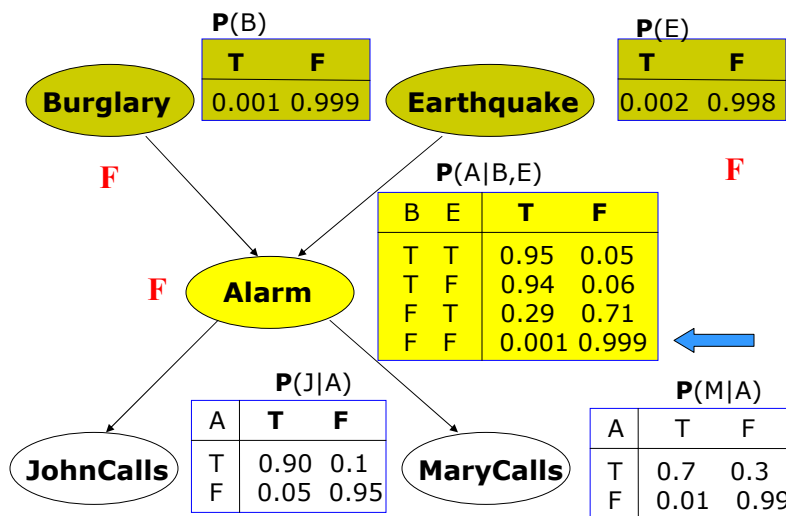 P(B)
P(E)
T F
T F
Burglary
0.001 0.999
Earthquake
0.002 0.998
F
P(A|B,E)
F
B E T F
T T 0.95 0.05
T F 0.94 0.06
F T 0.29 0.71
F F 0.001 0.999
F
Alarm
P(J|A)
P(M|A)
A T F
T 0.90 0.1
F 0.05 0.95
A T F
T 0.7 0.3
F 0.01 0.99
JohnCalls
MaryCalls